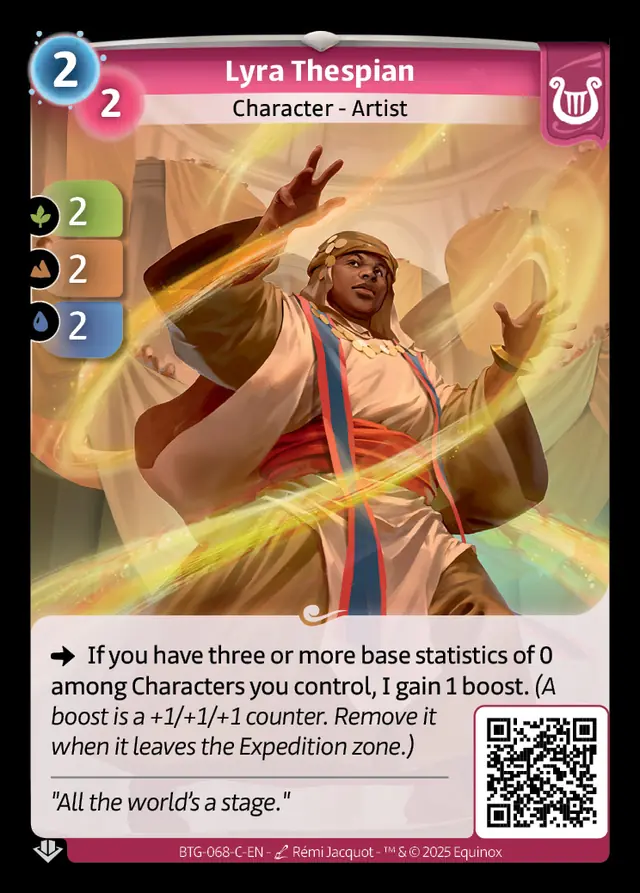 2
Lyra Thespian
2
Character - Artist
2
2
2
If you have three or more base statistics of 0
among Characters you control, I gain 1 boost. (A
boost is a +1/+1/+1 counter. Remove it
when it leaves the Expedition zone.)
"All the world's a stage."
BTG-068-C-EN - Rémi Jacquot - ™ & © 2025 Equinox